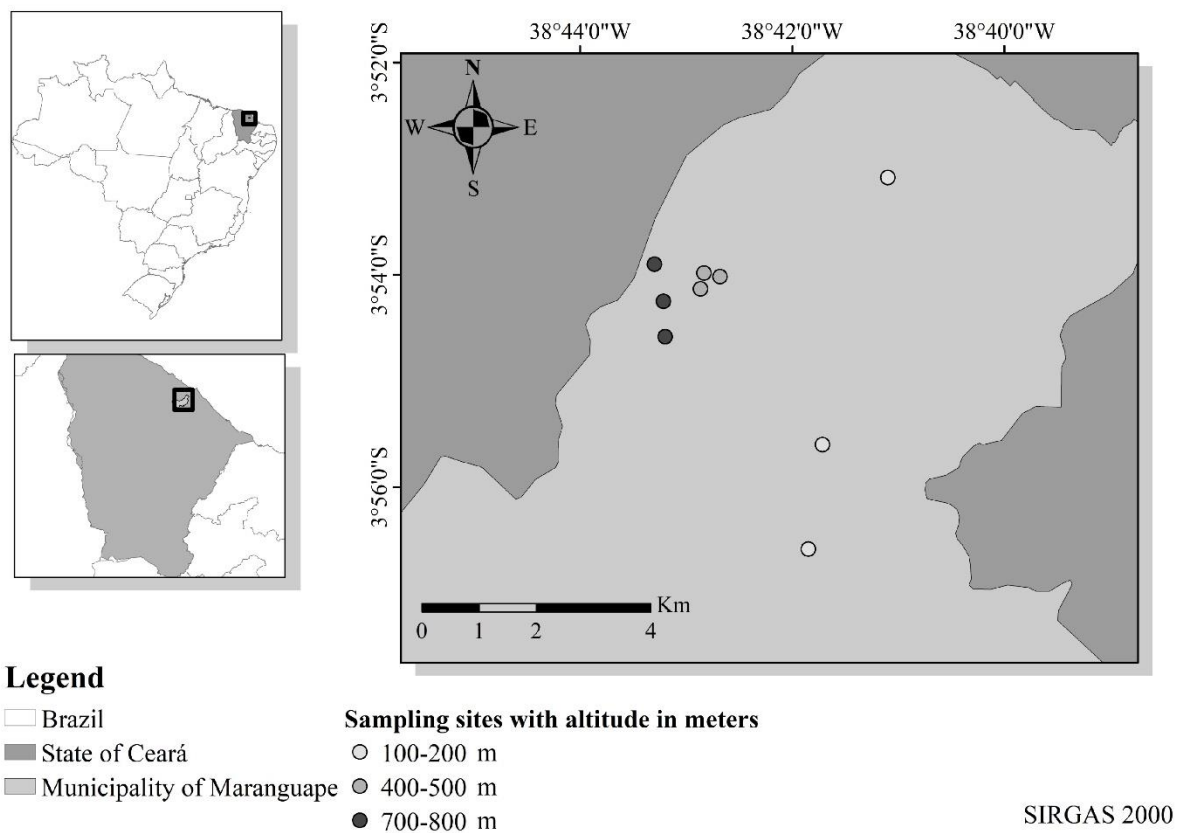 38°44'0"W 38°42'0"W 38°40'0"W
3°52'0"S
N
W E
S
3°54'0"S
3°56'0"S
Km
0 1 2 4
Legend
Brazil
State of Ceará
Municipality of Maranguape
Sampling sites with altitude in meters
100-200 m
400-500 m
700-800 m
SIRGAS 2000